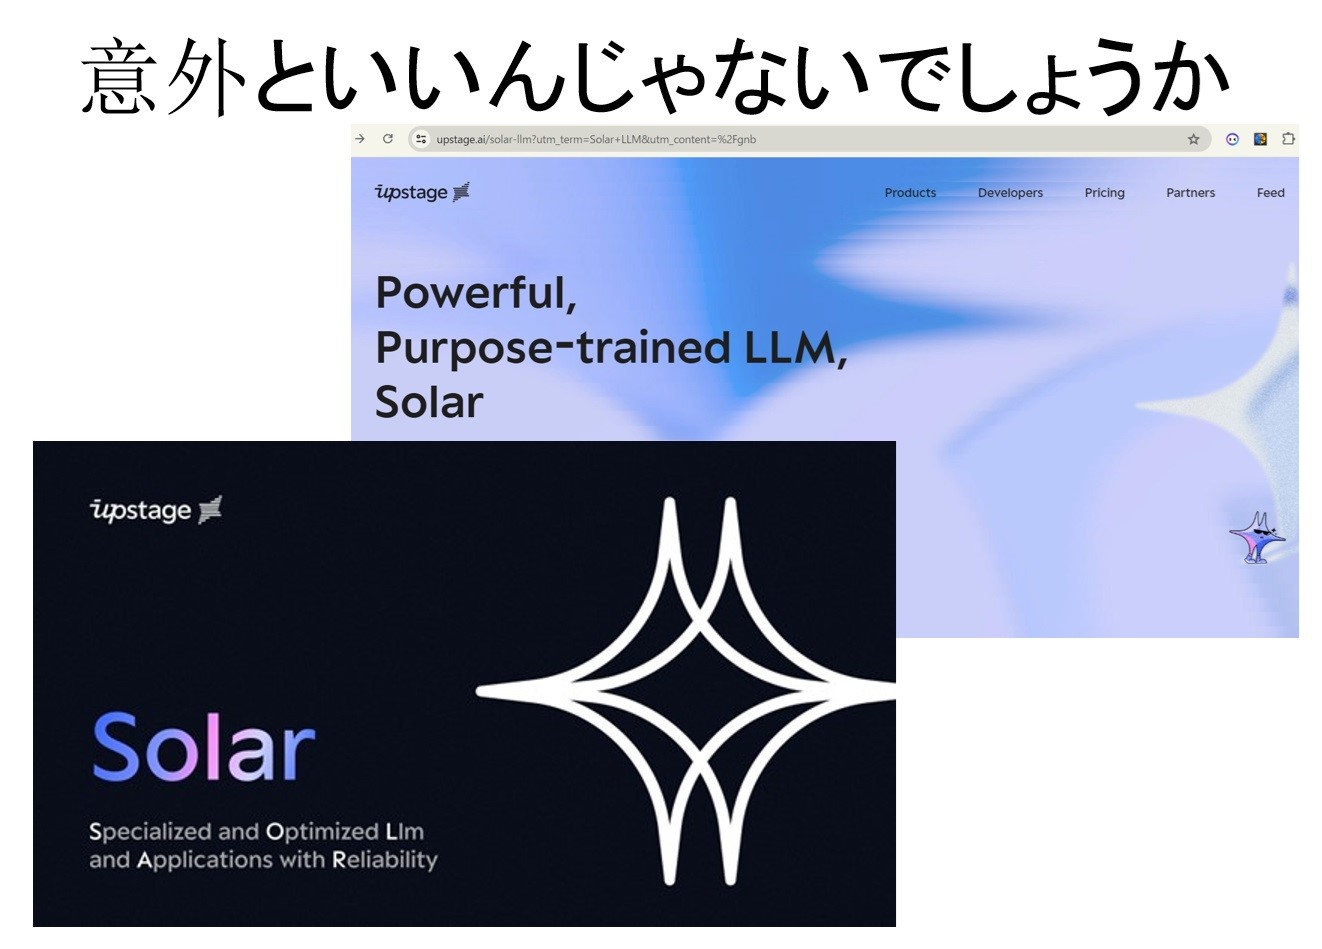 意外といいんじゃないでしょうか
upstage.ai/solar-llm?utm_term=Solar+LLM&utm_content=%2Fgnb
upstage
Products Developers Pricing Partners Feed
Powerful,
Purpose-trained LLM,
Solar
upstage
Solar
Specialized and Optimized Llm
and Applications with Reliability